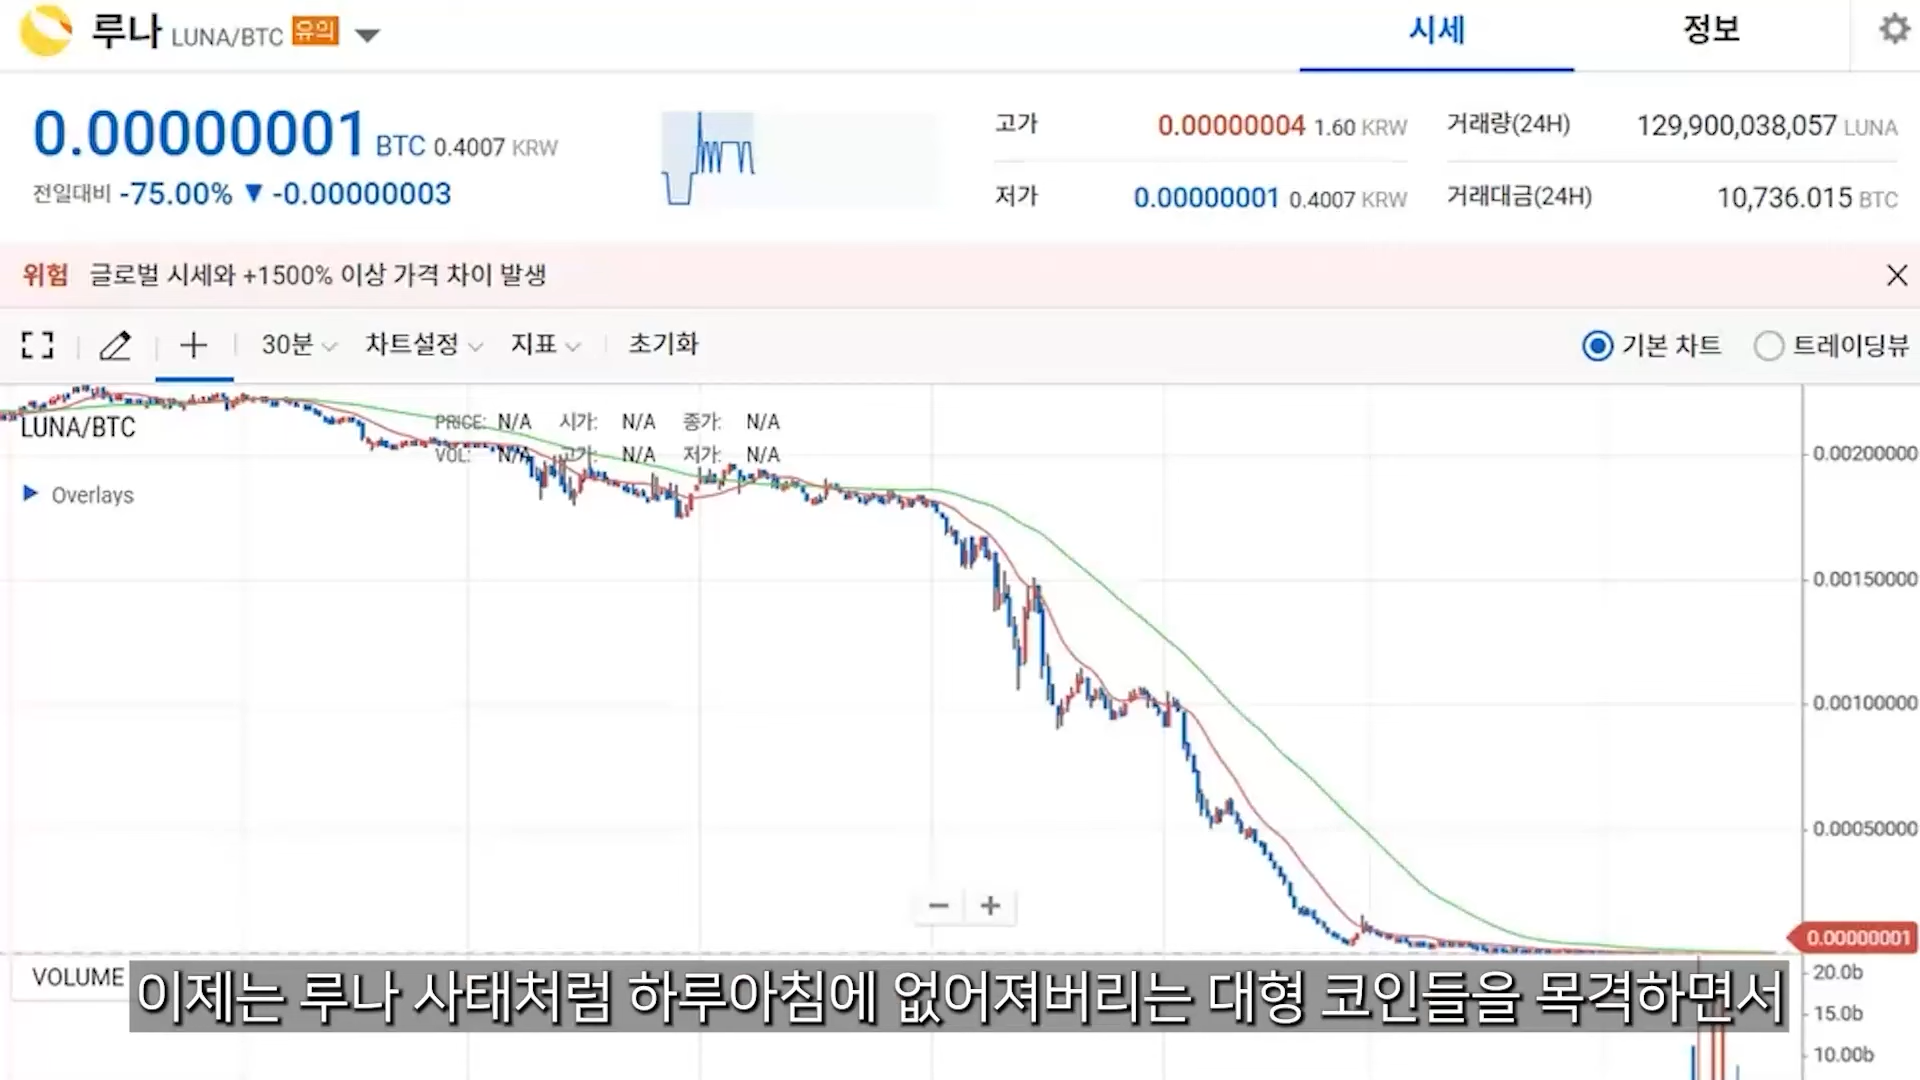 루나 LUNA/BTC 유의
시세
정보
0.00000001 BTC 0.4007 KRW
전일대비 -75.00% ▼ -0.00000003
고가 0.00000004 1.60 KRW
저가 0.00000001 0.4007 KRW
거래량(24H) 129,900,038,057 LUNA
거래대금(24H) 10,736.015 BTC
위험 글로벌 시세와 +1500% 이상 가격 차이 발생
30분 차트설정 지표 초기화
기본 차트 트레이딩뷰
PRICE: N/A 시가: N/A 종가: N/A
LUNA/BTC
VOL: N/A 고가: N/A 저가: N/A
Overlays
0.00200000
0.00150000
0.00100000
0.00050000
0.00000001
VOLUME
20.0b
15.0b
10.00b
이제는 루나 사태처럼 하루아침에 없어져버리는 대형 코인들을 목격하면서